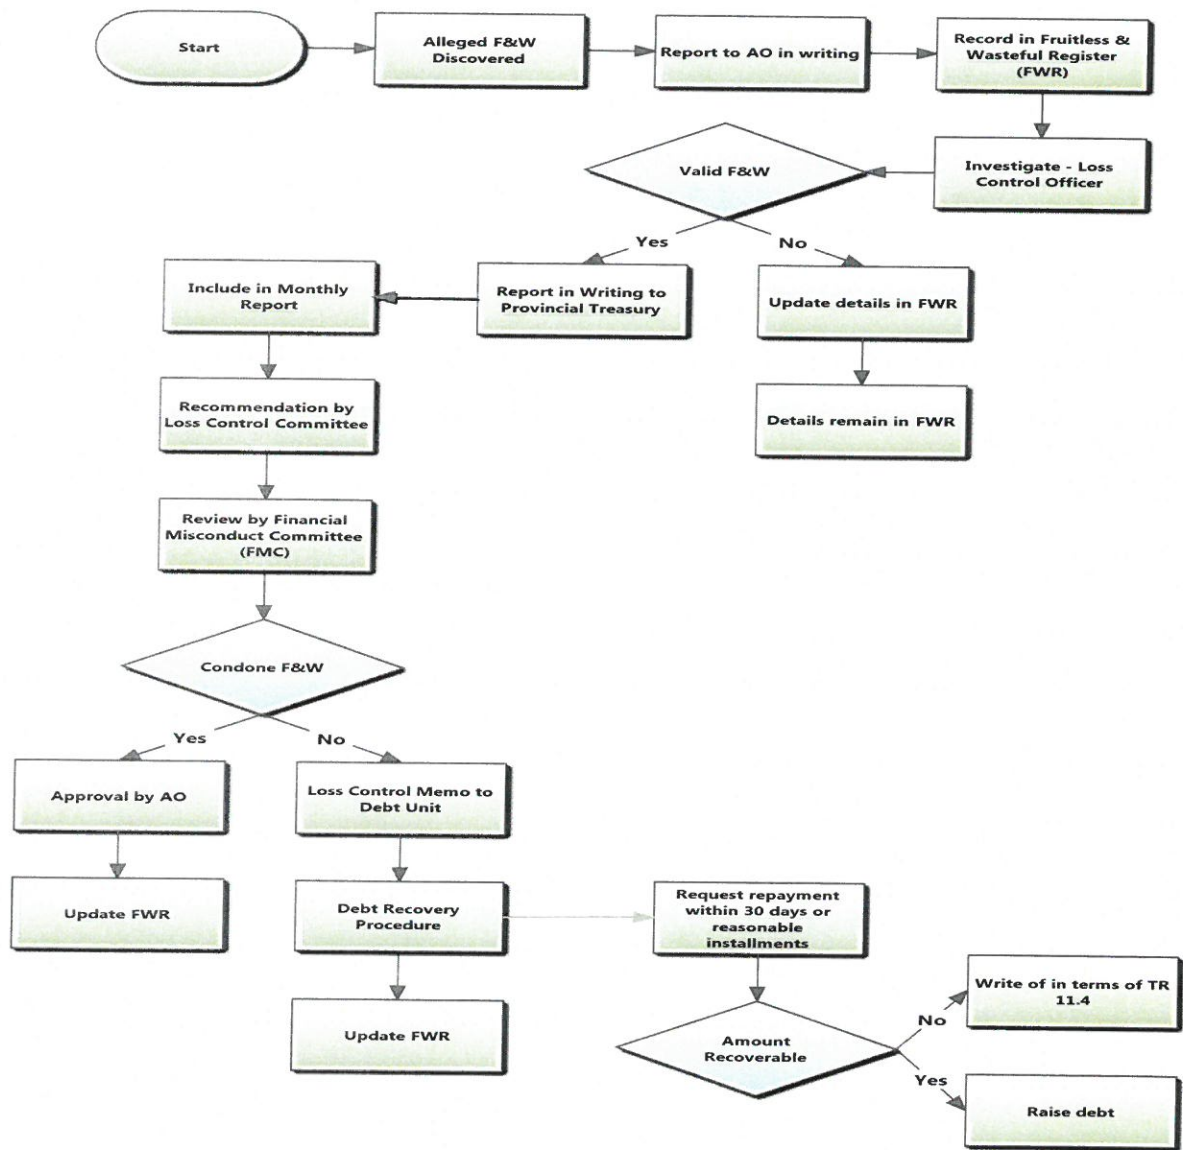 Start
Alleged F&W
Discovered
Report to AO in writing
Record in Fruitless &
Wasteful Register
(FWR)
Investigate - Loss
Control Officer
Valid F&W
Yes
No
Report in Writing to
Provincial Treasury
Include in Monthly
Report
Update details in FWR
Details remain in FWR
Recommendation by
Loss Control Committee
Review by Financial
Misconduct Committee
(FMC)
Condone F&W
Yes
No
Approval by AO
Update FWR
Loss Control Memo to
Debt Unit
Debt Recovery
Procedure
Update FWR
Request repayment
within 30 days or
reasonable
installments
Amount
Recoverable
No
Write of in terms of TR
11.4
Yes
Raise debt